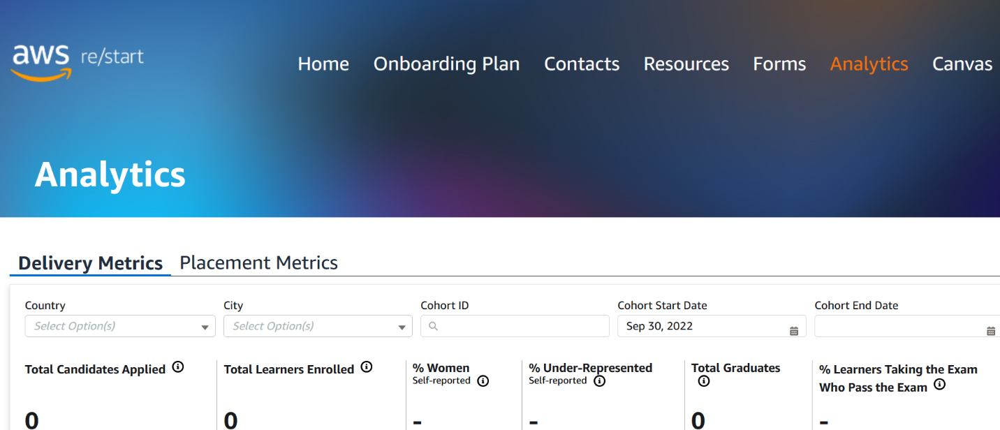 aws re/start
Home Onboarding Plan Contacts Resources Forms Analytics Canvas
Analytics
Delivery Metrics Placement Metrics
Country City Cohort ID Cohort Start Date Cohort End Date
Select Option(s) Select Option(s) Sep 30, 2022
Total Candidates Applied Total Learners Enrolled % Women % Under-Represented Total Graduates % Learners Taking the Exam
Self-reported Self-reported Who Pass the Exam
0 0 - - 0 -